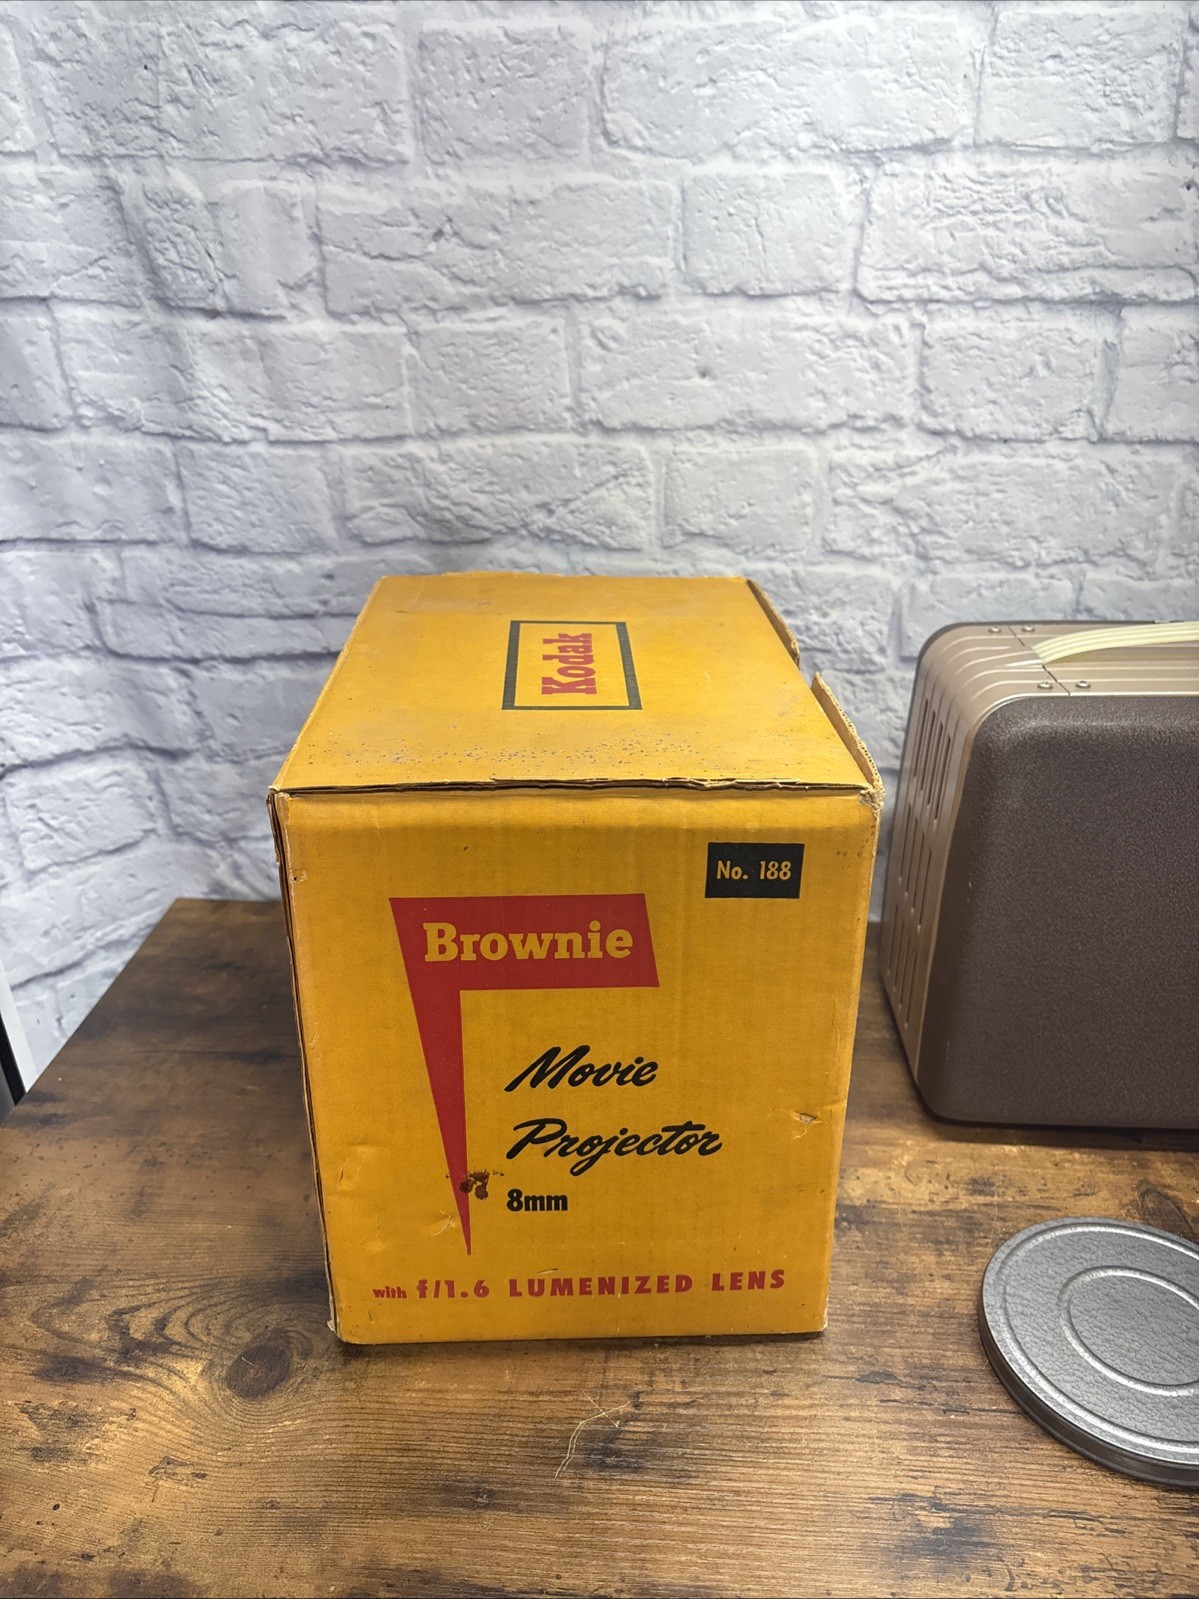 Kodak
No. 188
Brownie
Movie
Projector
8mm
with f/1.6 LUMENIZED LENS